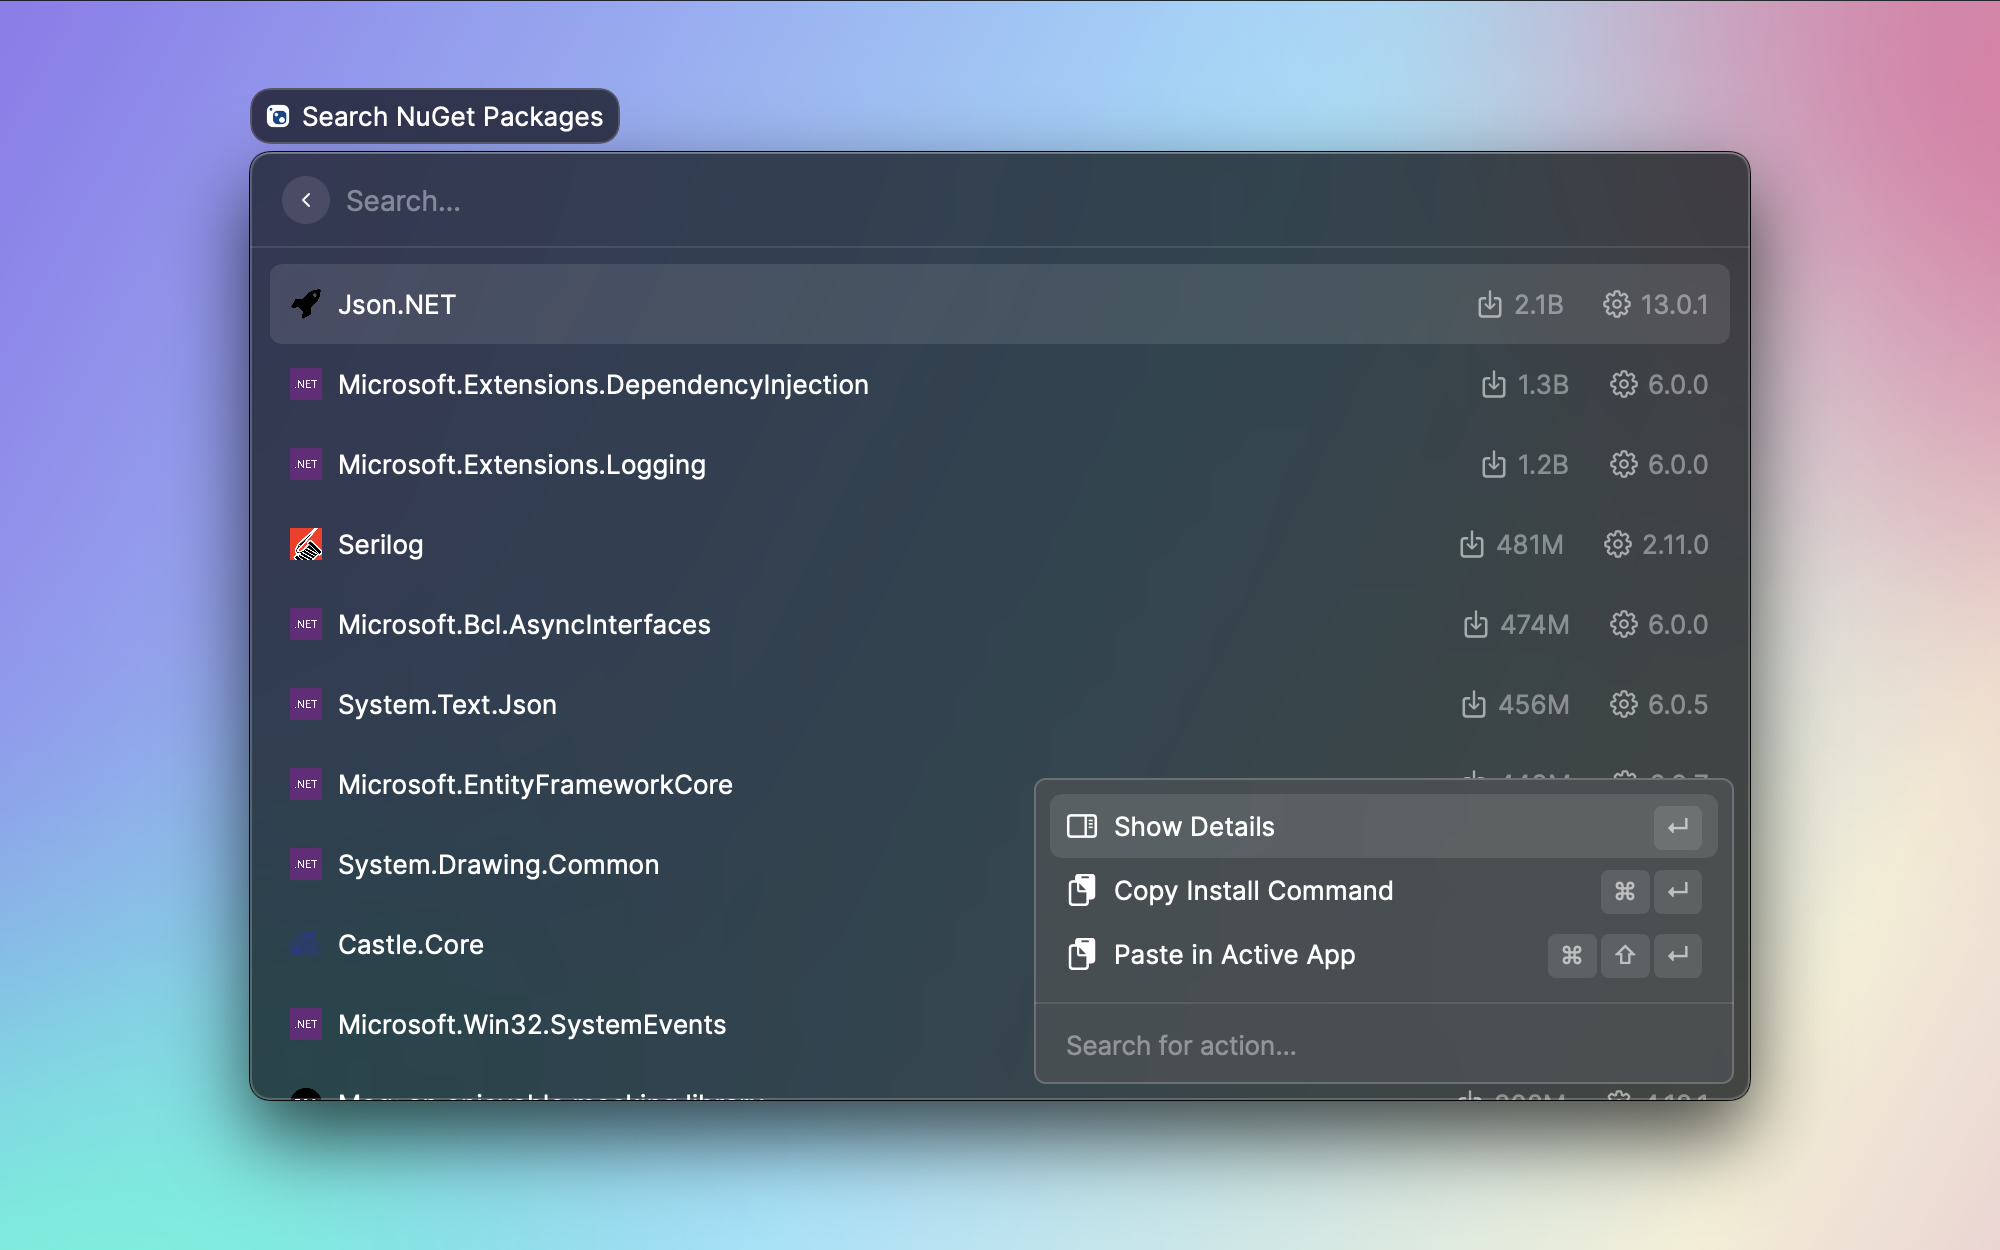 Search NuGet Packages
Search...
Json.NET 2.1B 13.0.1
.NET Microsoft.Extensions.DependencyInjection 1.3B 6.0.0
.NET Microsoft.Extensions.Logging 1.2B 6.0.0
Serilog 481M 2.11.0
.NET Microsoft.Bcl.AsyncInterfaces 474M 6.0.0
.NET System.Text.Json 456M 6.0.5
.NET Microsoft.EntityFrameworkCore
.NET System.Drawing.Common
Castle.Core
.NET Microsoft.Win32.SystemEvents
Show Details ↵
Copy Install Command ⌘ ↵
Paste in Active App ⌘ ⇧ ↵
Search for action...